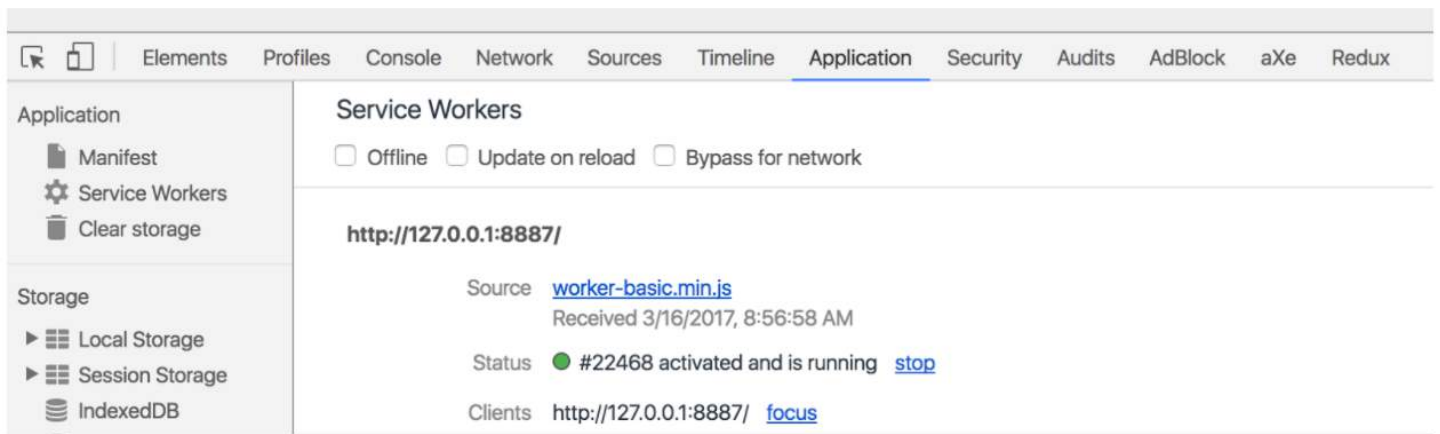 Elements Profiles Console Network Sources Timeline Application Security Audits AdBlock aXe Redux
Application
Manifest
Service Workers
Clear storage
Storage
Local Storage
Session Storage
IndexedDB
Service Workers
Offline Update on reload Bypass for network
http://127.0.0.1:8887/
Source worker-basic.min.js
Received 3/16/2017, 8:56:58 AM
Status #22468 activated and is running stop
Clients http://127.0.0.1:8887/ focus